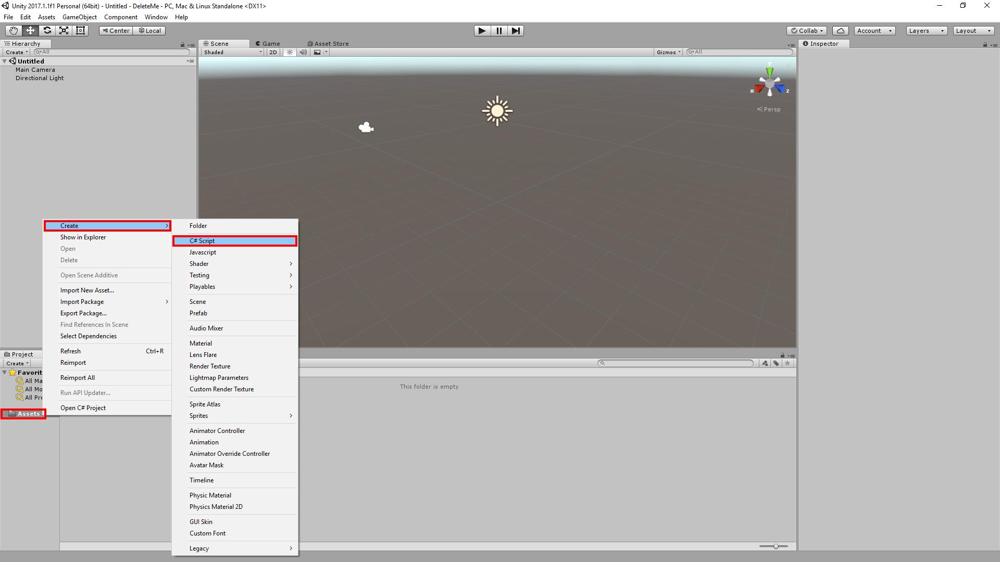 Unity 2017.1.1f1 Personal (64bit) - Untitled - DeleteMe - PC, Mac & Linux Standalone <DX11>
File Edit Assets GameObject Component Window Help
Center Local Collab Account Layers Layout
Hierarchy
Create All
Untitled
Main Camera
Directional Light
Scene Game Asset Store
Shaded 2D Gizmos All
y
x z
Persp
Inspector
Create
Show in Explorer
Open
Delete
Open Scene Additive
Import New Asset...
Import Package
Export Package...
Find References In Scene
Select Dependencies
Refresh Ctrl+R
Reimport
Reimport All
Run API Updater...
Open C# Project
Folder
C# Script
Javascript
Shader
Testing
Playables
Scene
Prefab
Audio Mixer
Material
Lens Flare
Render Texture
Lightmap Parameters
Custom Render Texture
Sprite Atlas
Sprites
Animator Controller
Animation
Animator Override Controller
Avatar Mask
Timeline
Physic Material
Physics Material 2D
GUI Skin
Custom Font
Legacy
Project
Create
Favorit
All Ma
All Mo
All Pre
Assets
This folder is empty